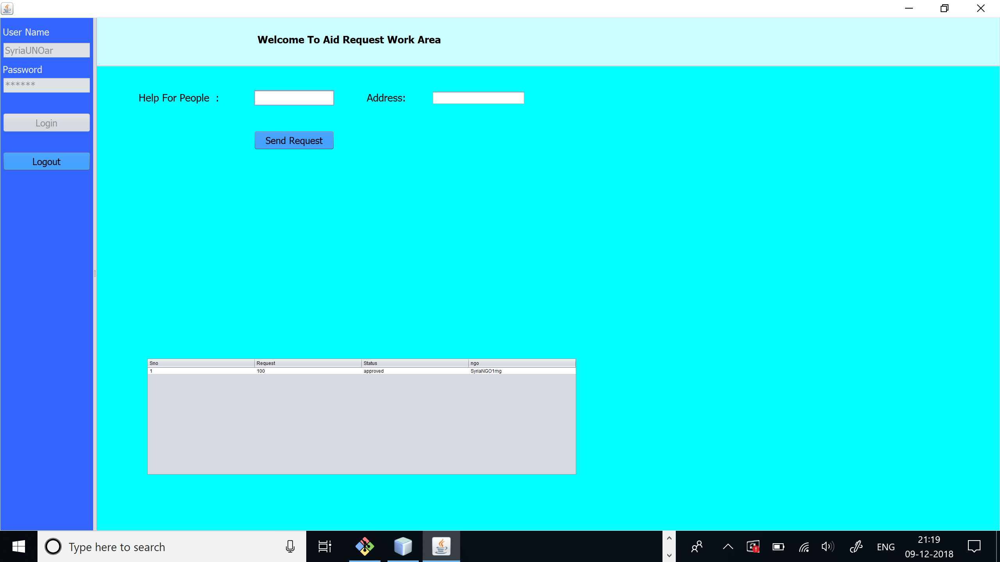 User Name
SyriaUNOar
Password
******
Login
Logout
Welcome To Aid Request Work Area
Help For People  :
Address:
Send Request
Sno Request Status ngo
1 100 approved SyriaNGO1mg
Type here to search
ENG
21:19
09-12-2018